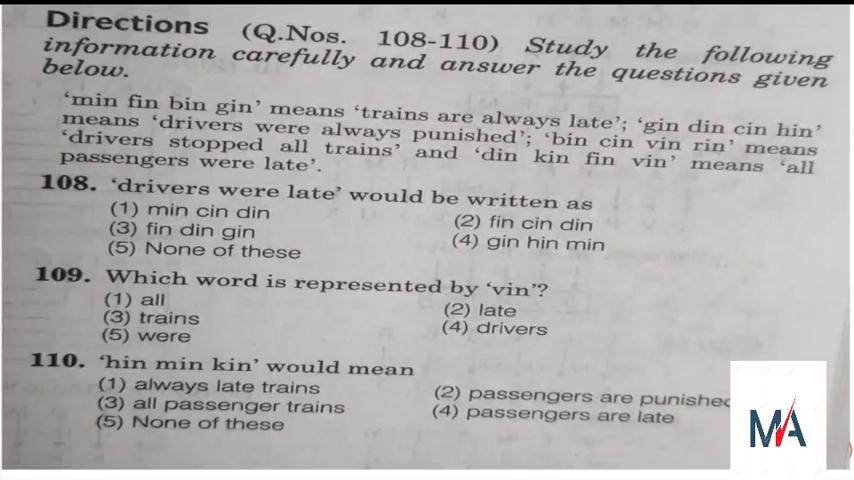 Directions (Q.Nos. 108-110) Study the following
information carefully and answer the questions given
below.
'min fin bin gin' means 'trains are always late'; 'gin din cin hin'
means 'drivers were always punished'; 'bin cin vin rin' means
'drivers stopped all trains' and 'din kin fin vin' means 'all
passengers were late'.
108. 'drivers were late' would be written as
(1) min cin din (2) fin cin din
(3) fin din gin (4) gin hin min
(5) None of these
109. Which word is represented by 'vin'?
(1) all (2) late
(3) trains (4) drivers
(5) were
110. 'hin min kin' would mean
(1) always late trains (2) passengers are punished
(3) all passenger trains (4) passengers are late
(5) None of these
MA